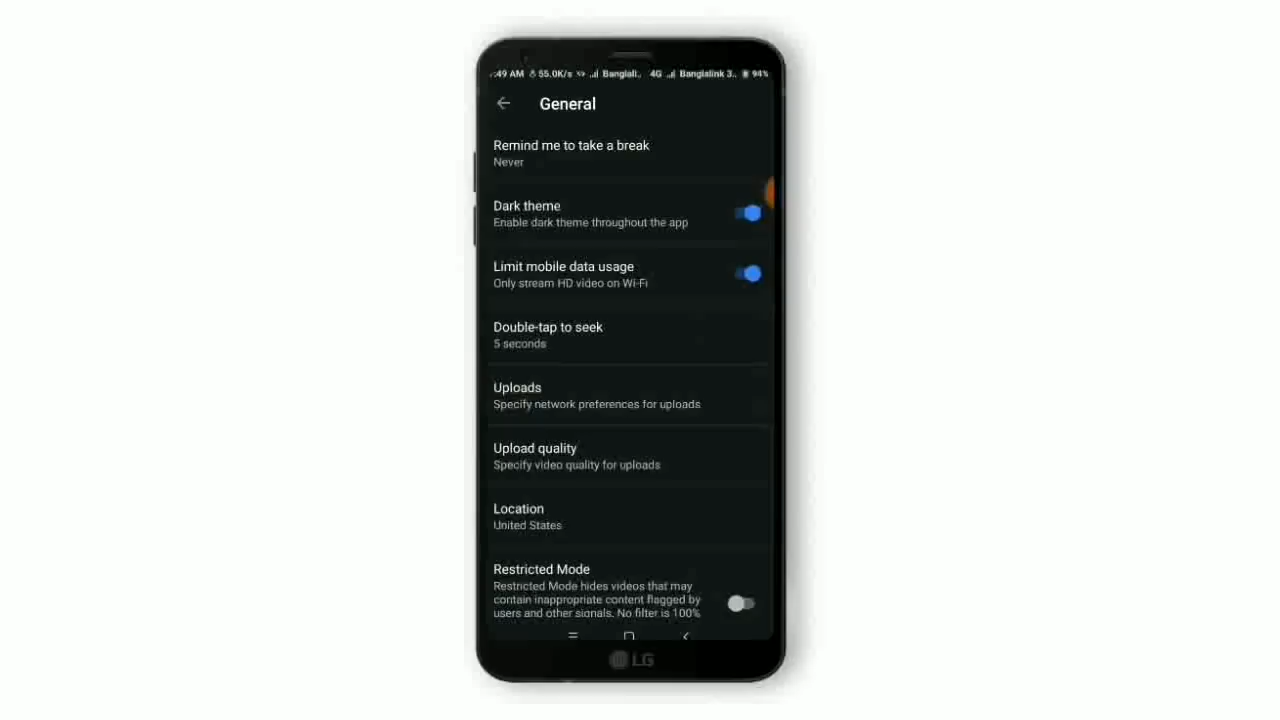 :49 AM 55.0K/s Banglali.. 4G Banglalink 3.. 94%
General
Remind me to take a break
Never
Dark theme
Enable dark theme throughout the app
Limit mobile data usage
Only stream HD video on Wi-Fi
Double-tap to seek
5 seconds
Uploads
Specify network preferences for uploads
Upload quality
Specify video quality for uploads
Location
United States
Restricted Mode
Restricted Mode hides videos that may
contain inappropriate content flagged by
users and other signals. No filter is 100%
LG